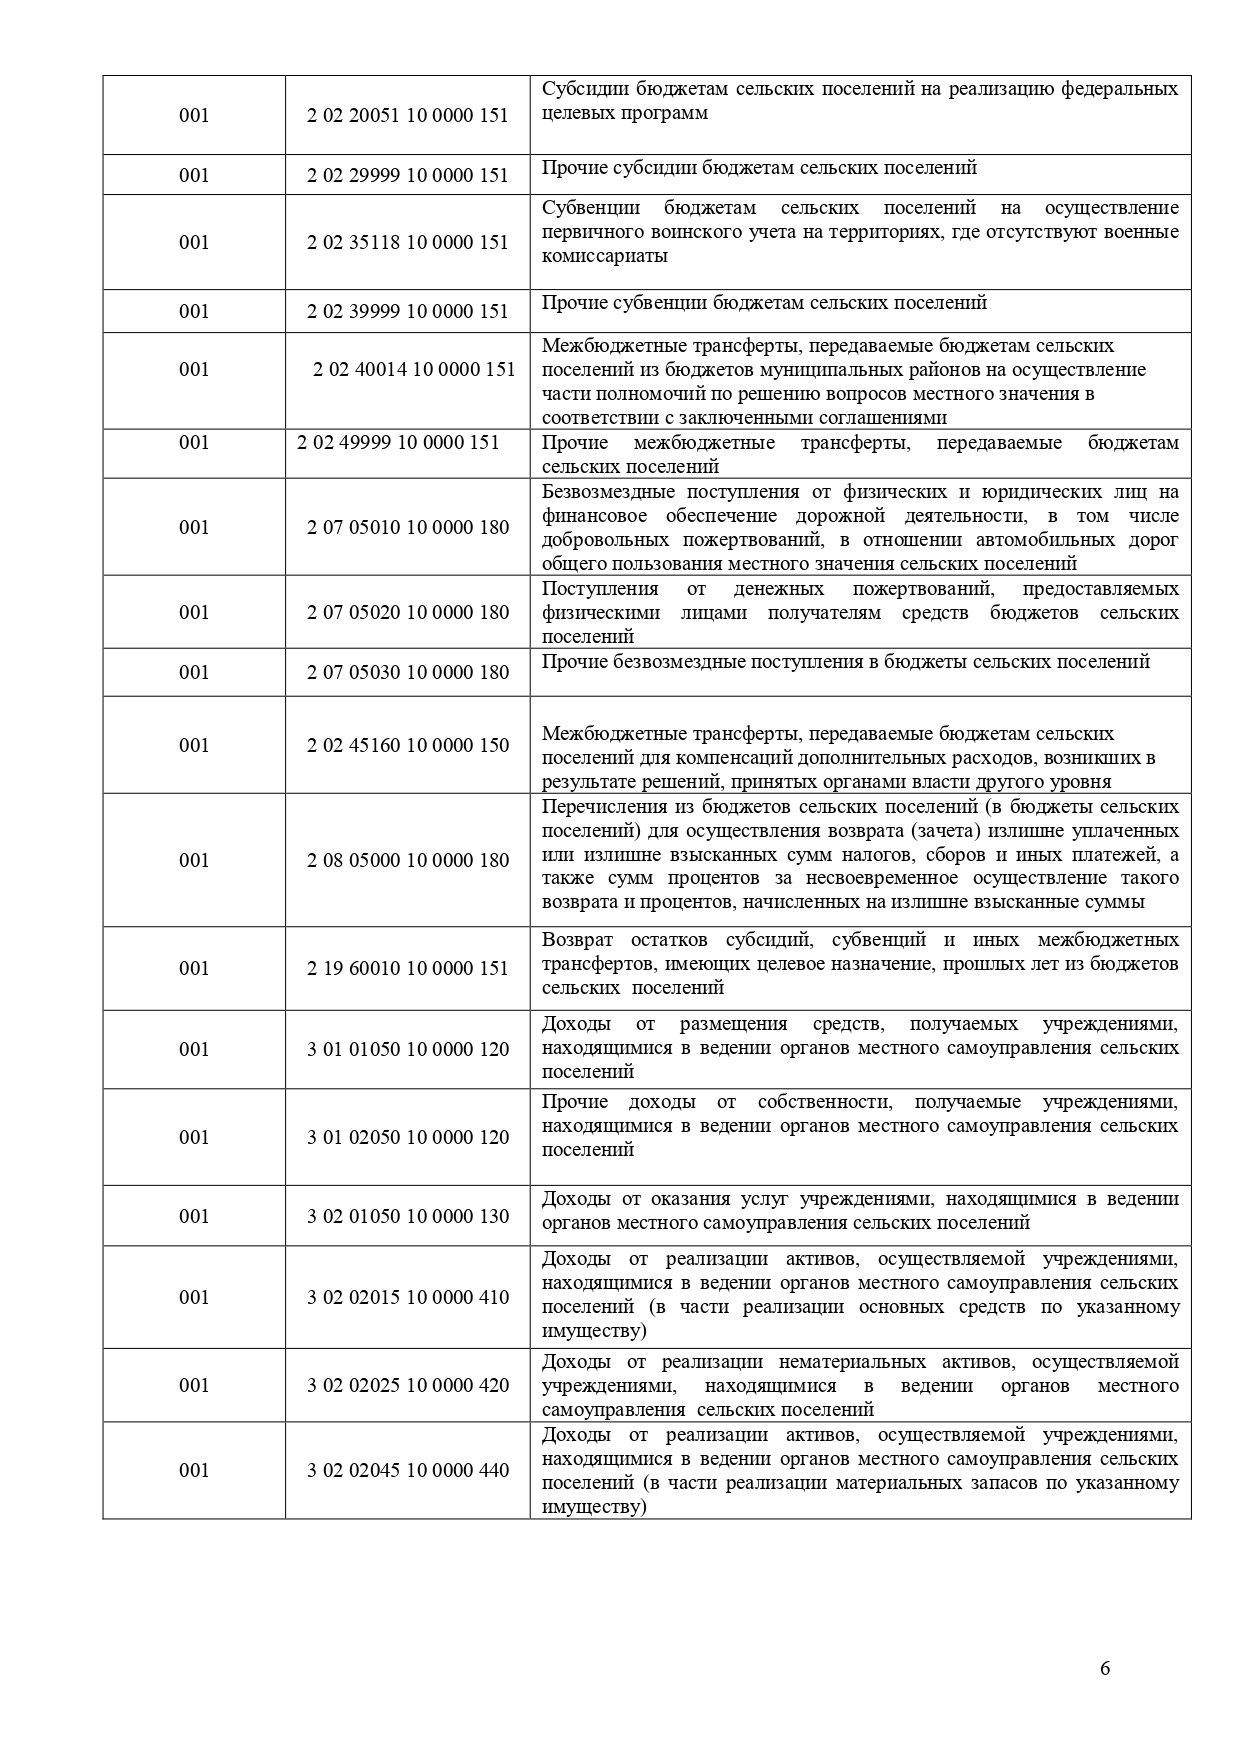 Субсидии бюджетам сельских поселений на реализацию федеральных
001 2 02 20051 10 0000 151 целевых программ
001 2 02 29999 10 0000 151 Прочие субсидии бюджетам сельских поселений
Субвенции бюджетам сельских поселений на осуществление
001 2 02 35118 10 0000 151 первичного воинского учета на территориях, где отсутствуют военные
комиссариаты
001 2 02 39999 10 0000 151 Прочие субвенции бюджетам сельских поселений
Межбюджетные трансферты, передаваемые бюджетам сельских
001 2 02 40014 10 0000 151 поселений из бюджетов муниципальных районов на осуществление
части полномочий по решению вопросов местного значения в
соответствии с заключенными соглашениями
001 2 02 49999 10 0000 151 Прочие межбюджетные трансферты, передаваемые бюджетам
сельских поселений
Безвозмездные поступления от физических и юридических лиц на
001 2 07 05010 10 0000 180 финансовое обеспечение дорожной деятельности, в том числе
добровольных пожертвований, в отношении автомобильных дорог
общего пользования местного значения сельских поселений
Поступления от денежных пожертвований, предоставляемых
001 2 07 05020 10 0000 180 физическими лицами получателям средств бюджетов сельских
поселений
001 2 07 05030 10 0000 180 Прочие безвозмездные поступления в бюджеты сельских поселений
Межбюджетные трансферты, передаваемые бюджетам сельских
001 2 02 45160 10 0000 150 поселений для компенсаций дополнительных расходов, возникших в
результате решений, принятых органами власти другого уровня
Перечисления из бюджетов сельских поселений (в бюджеты сельских
поселений) для осуществления возврата (зачета) излишне уплаченных
001 2 08 05000 10 0000 180 или излишне взысканных сумм налогов, сборов и иных платежей, а
также сумм процентов за несвоевременное осуществление такого
возврата и процентов, начисленных на излишне взысканные суммы
Возврат остатков субсидий, субвенций и иных межбюджетных
001 2 19 60010 10 0000 151 трансфертов, имеющих целевое назначение, прошлых лет из бюджетов
сельских поселений
Доходы от размещения средств, получаемых учреждениями,
001 3 01 01050 10 0000 120 находящимися в ведении органов местного самоуправления сельских
поселений
Прочие доходы от собственности, получаемые учреждениями,
001 3 01 02050 10 0000 120 находящимися в ведении органов местного самоуправления сельских
поселений
Доходы от оказания услуг учреждениями, находящимися в ведении
001 3 02 01050 10 0000 130 органов местного самоуправления сельских поселений
Доходы от реализации активов, осуществляемой учреждениями,
находящимися в ведении органов местного самоуправления сельских
001 3 02 02015 10 0000 410 поселений (в части реализации основных средств по указанному
имуществу)
Доходы от реализации нематериальных активов, осуществляемой
001 3 02 02025 10 0000 420 учреждениями, находящимися в ведении органов местного
самоуправления сельских поселений
Доходы от реализации активов, осуществляемой учреждениями,
находящимися в ведении органов местного самоуправления сельских
001 3 02 02045 10 0000 440 поселений (в части реализации материальных запасов по указанному
имуществу)
6